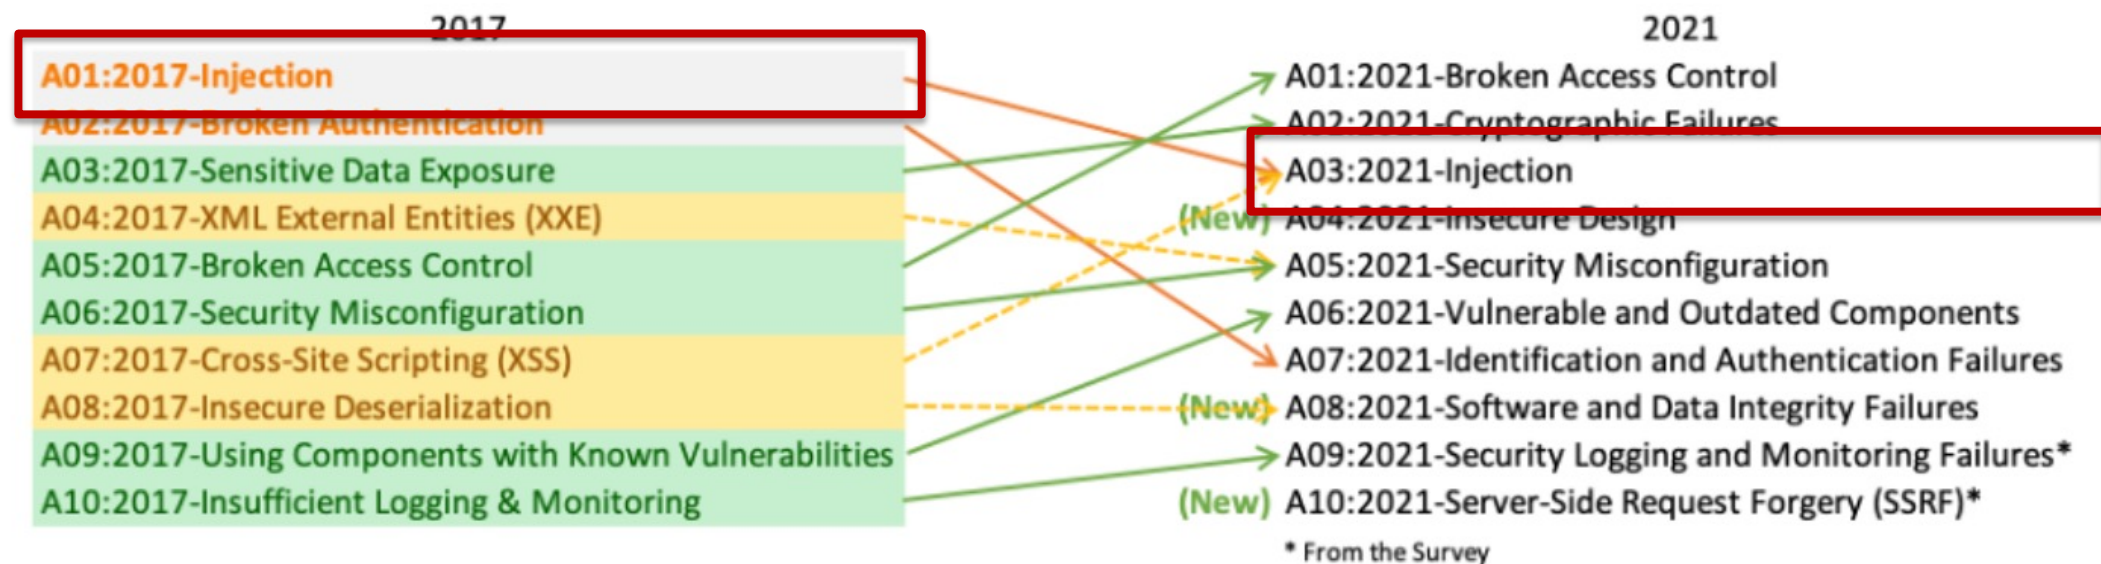 2017
A01:2017-Injection
A02:2017-Broken Authentication
A03:2017-Sensitive Data Exposure
A04:2017-XML External Entities (XXE)
A05:2017-Broken Access Control
A06:2017-Security Misconfiguration
A07:2017-Cross-Site Scripting (XSS)
A08:2017-Insecure Deserialization
A09:2017-Using Components with Known Vulnerabilities
A10:2017-Insufficient Logging & Monitoring
2021
A01:2021-Broken Access Control
A02:2021-Cryptographic Failures
A03:2021-Injection
(New) A04:2021-Insecure Design
A05:2021-Security Misconfiguration
A06:2021-Vulnerable and Outdated Components
A07:2021-Identification and Authentication Failures
(New) A08:2021-Software and Data Integrity Failures
A09:2021-Security Logging and Monitoring Failures*
(New) A10:2021-Server-Side Request Forgery (SSRF)*
* From the Survey